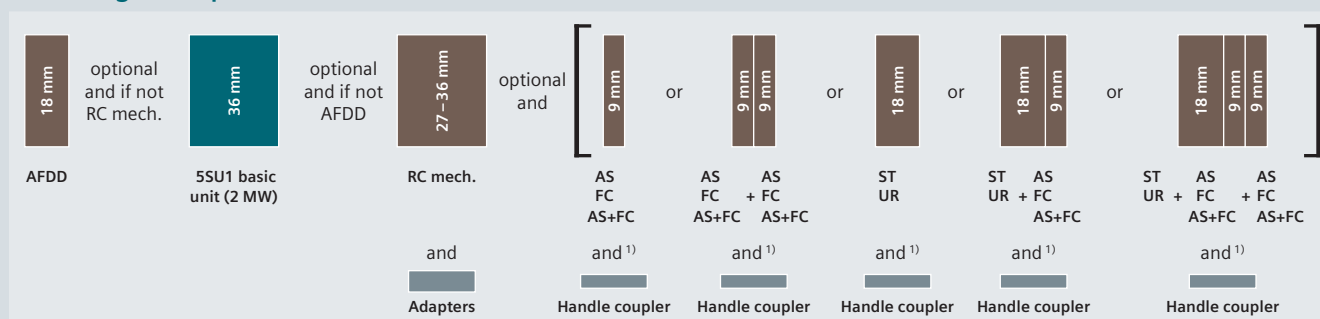 18 mm
optional
and if not
RC mech.
36 mm
optional
and if not
AFDD
27 – 36 mm
optional
and
9 mm
or
9 mm
9 mm
or
18 mm
or
18 mm
9 mm
or
18 mm
9 mm
9 mm
AFDD
5SU1 basic
unit (2 MW)
RC mech.
AS
FC
AS+FC
AS AS
FC + FC
AS+FC AS+FC
ST
UR
ST AS
UR + FC
AS+FC
ST AS AS
UR + FC + FC
AS+FC AS+FC
and
and 1)
and 1)
and 1)
and 1)
and 1)
Adapters
Handle coupler
Handle coupler
Handle coupler
Handle coupler
Handle coupler